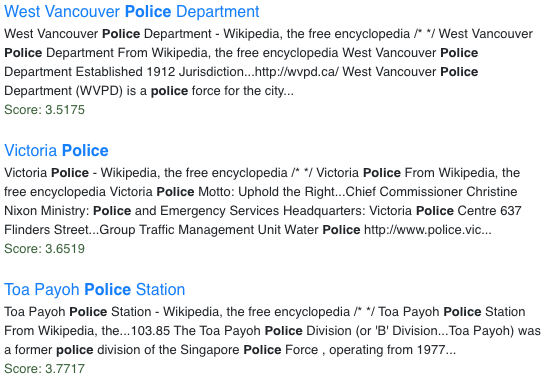 West Vancouver Police Department
West Vancouver Police Department - Wikipedia, the free encyclopedia /* */ West Vancouver
Police Department From Wikipedia, the free encyclopedia West Vancouver Police
Department Established 1912 Jurisdiction...http://wvpd.ca/ West Vancouver Police
Department (WVPD) is a police force for the city...
Score: 3.5175
Victoria Police
Victoria Police - Wikipedia, the free encyclopedia /* */ Victoria Police From Wikipedia, the
free encyclopedia Victoria Police Motto: Uphold the Right...Chief Commissioner Christine
Nixon Ministry: Police and Emergency Services Headquarters: Victoria Police Centre 637
Flinders Street...Group Traffic Management Unit Water Police http://www.police.vic...
Score: 3.6519
Toa Payoh Police Station
Toa Payoh Police Station - Wikipedia, the free encyclopedia /* */ Toa Payoh Police Station
From Wikipedia, the...103.85 The Toa Payoh Police Division (or 'B' Division...Toa Payoh) was
a former police division of the Singapore Police Force , operating from 1977...
Score: 3.7717